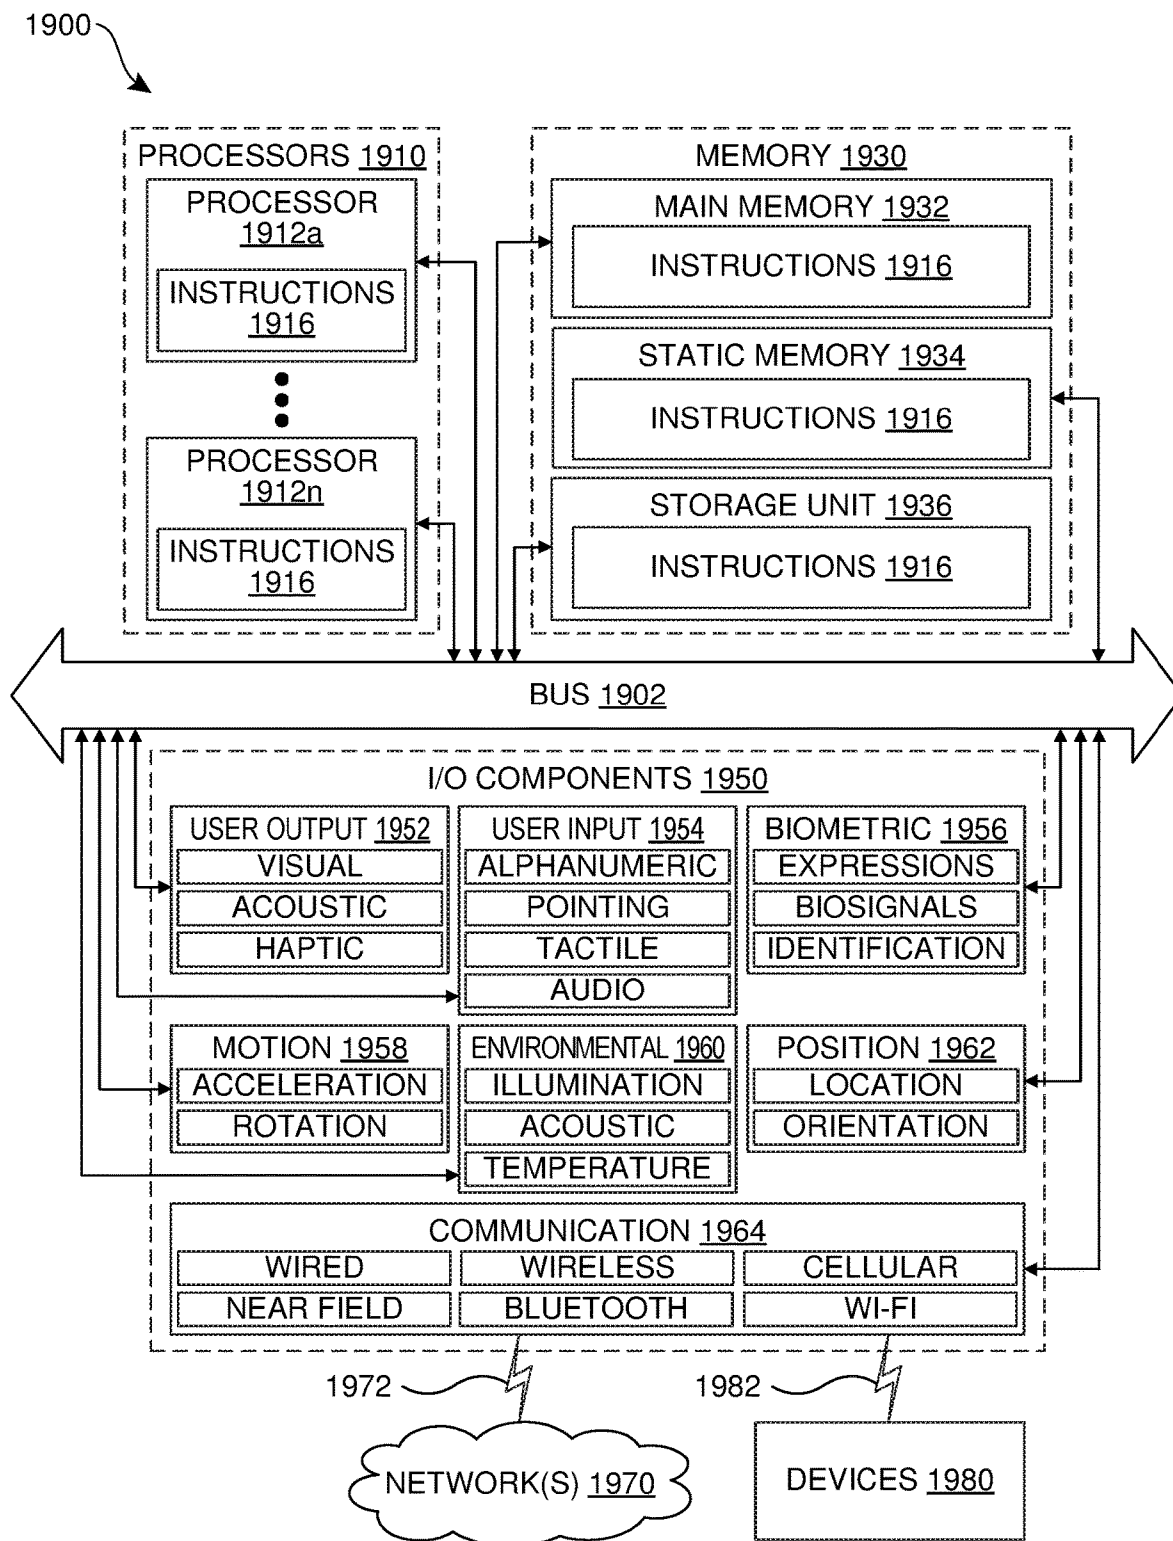 1900
PROCESSORS 1910
PROCESSOR
1912a
INSTRUCTIONS
1916
PROCESSOR
1912n
INSTRUCTIONS
1916
MEMORY 1930
MAIN MEMORY 1932
INSTRUCTIONS 1916
STATIC MEMORY 1934
INSTRUCTIONS 1916
STORAGE UNIT 1936
INSTRUCTIONS 1916
BUS 1902
I/O COMPONENTS 1950
USER OUTPUT 1952
VISUAL
ACOUSTIC
HAPTIC
USER INPUT 1954
ALPHANUMERIC
POINTING
TACTILE
AUDIO
BIOMETRIC 1956
EXPRESSIONS
BIOSIGNALS
IDENTIFICATION
MOTION 1958
ACCELERATION
ROTATION
ENVIRONMENTAL 1960
ILLUMINATION
ACOUSTIC
TEMPERATURE
POSITION 1962
LOCATION
ORIENTATION
COMMUNICATION 1964
WIRED
WIRELESS
CELLULAR
NEAR FIELD
BLUETOOTH
WI-FI
1972
1982
NETWORK(S) 1970
DEVICES 1980